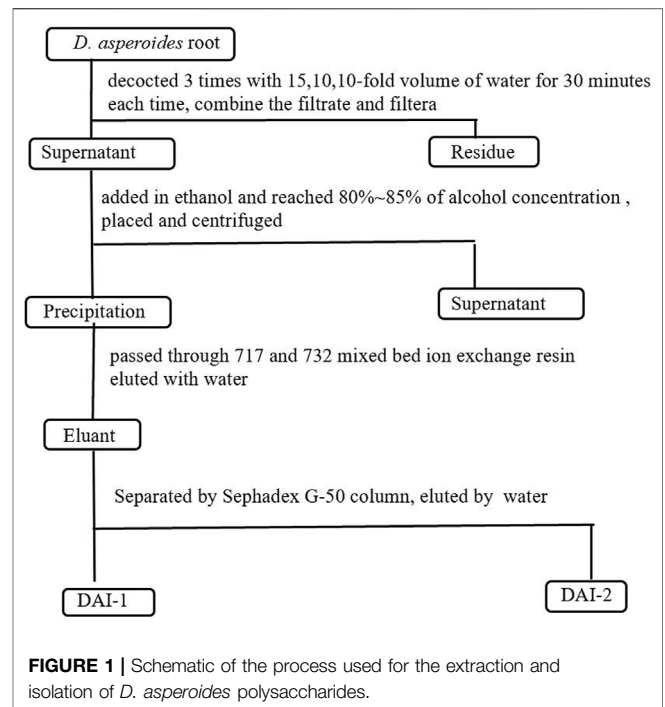 D. asperoides root
decocted 3 times with 15,10,10-fold volume of water for 30 minutes
each time, combine the filtrate and filtera
Supernatant
Residue
added in ethanol and reached 80%~85% of alcohol concentration ,
placed and centrifuged
Supernatant
Precipitation
passed through 717 and 732 mixed bed ion exchange resin
eluted with water
Eluant
Separated by Sephadex G-50 column, eluted by water
DAI-1
DAI-2
FIGURE 1 | Schematic of the process used for the extraction and
isolation of D. asperoides polysaccharides.